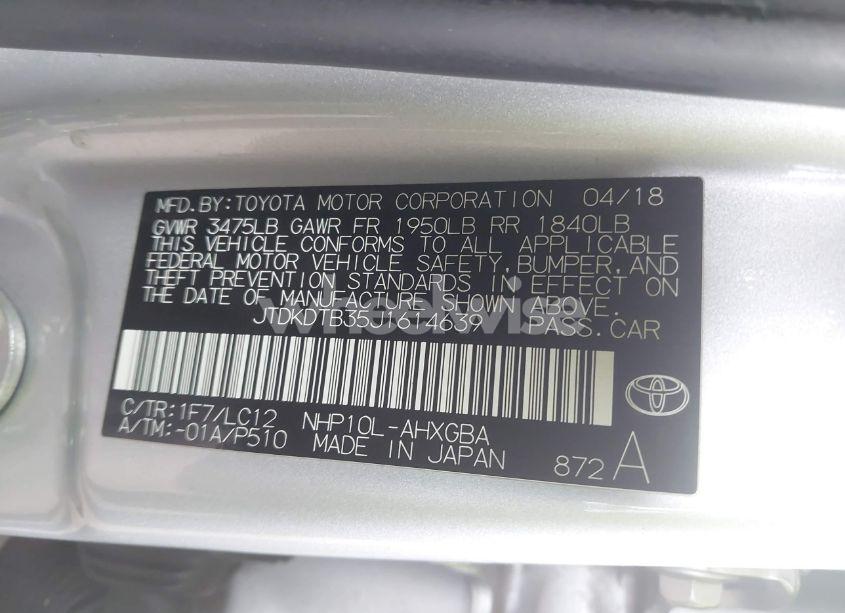 MFD.BY:TOYOTA MOTOR CORPORATION 04/18
GVWR 3475LB GAWR FR 1950LB RR 1840LB
THIS VEHICLE CONFORMS TO ALL APPLICABLE
FEDERAL MOTOR VEHICLE SAFETY, BUMPER, AND
THEFT PREVENTION STANDARDS IN EFFECT ON
THE DATE OF MANUFACTURE SHOWN ABOVE.
JTDKDTB35J1614639 PASS.CAR
wheelwise
C/TR:1F7/LC12 NHP10L-AHXGBA
A/TM:-01A/P510 MADE IN JAPAN
872 A